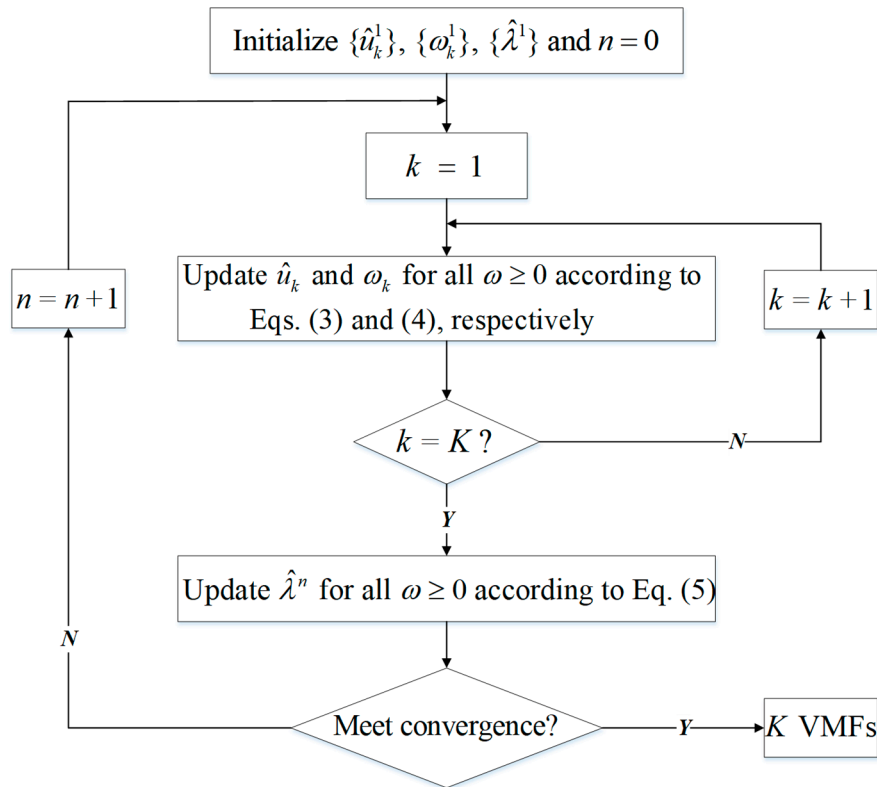 Initialize {û_k^1}, {ω_k^1}, {λ̂^1} and n = 0
k = 1
Update û_k and ω_k for all ω ≥ 0 according to
Eqs. (3) and (4), respectively
n = n + 1
k = k + 1
k = K ?
N
Y
Update λ̂^n for all ω ≥ 0 according to Eq. (5)
N
Meet convergence?
Y
K VMFs